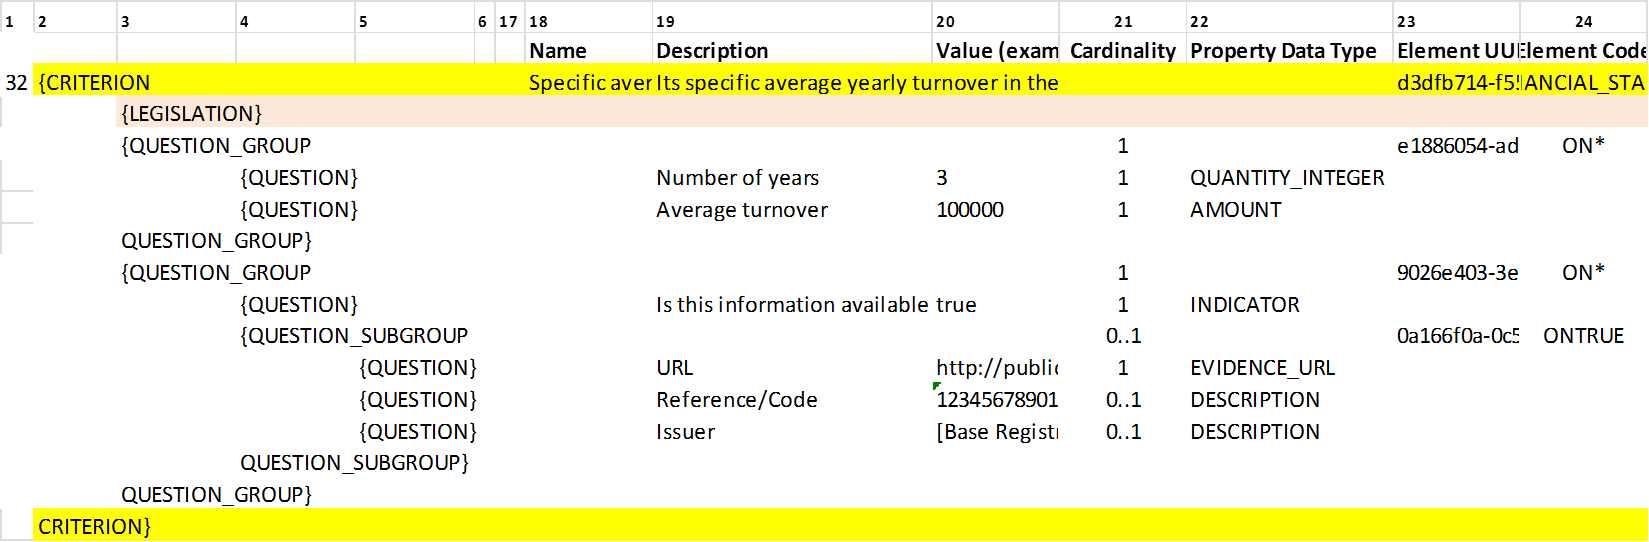 1 2 3 4 5 6 17 18 19 20 21 22 23 24
Name Description Value (exam Cardinality Property Data Type Element UU Element Code
32 {CRITERION Specific aver Its specific average yearly turnover in the d3dfb714-f5 ANCIAL_STA
{LEGISLATION}
{QUESTION_GROUP 1 e1886054-ad ON*
{QUESTION} Number of years 3 1 QUANTITY_INTEGER
{QUESTION} Average turnover 100000 1 AMOUNT
QUESTION_GROUP}
{QUESTION_GROUP 1 9026e403-3e ON*
{QUESTION} Is this information available true 1 INDICATOR
{QUESTION_SUBGROUP 0..1 0a166f0a-0c5 ONTRUE
{QUESTION} URL http://public 1 EVIDENCE_URL
{QUESTION} Reference/Code 12345678901 0..1 DESCRIPTION
{QUESTION} Issuer [Base Regist 0..1 DESCRIPTION
QUESTION_SUBGROUP}
QUESTION_GROUP}
CRITERION}